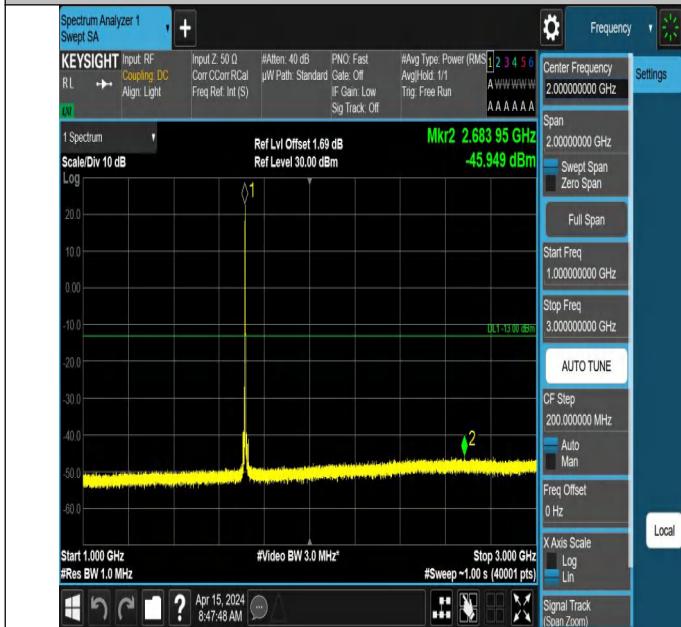 Spectrum Analyzer 1
Swept SA
+
Frequency
KEYSIGHT
RL
Input: RF
Coupling: DC
Align: Light
Input Z: 50 Ω
Corr CCorr RCal
Freq Ref: Int (S)
#Atten: 40 dB
µW Path: Standard
PNO: Fast
Gate: Off
IF Gain: Low
Sig Track: Off
#Avg Type: Power (RMS
Avg|Hold: 1/1
Trig: Free Run
1 2 3 4 5 6
A W W W W W
A A A A A A
1 Spectrum
Scale/Div 10 dB
Log
Ref Lvl Offset 1.69 dB
Ref Level 30.00 dBm
Mkr2 2.683 95 GHz
-45.949 dBm
1
20.0
10.0
0.00
-10.0
DL1 -13.00 dBm
-20.0
-30.0
-40.0
2
-50.0
-60.0
Start 1.000 GHz
#Res BW 1.0 MHz
#Video BW 3.0 MHz*
Stop 3.000 GHz
#Sweep ~1.00 s (40001 pts)
?
Apr 15, 2024
8:47:48 AM
Center Frequency
2.000000000 GHz
Span
2.00000000 GHz
Swept Span
Zero Span
Full Span
Start Freq
1.000000000 GHz
Stop Freq
3.000000000 GHz
AUTO TUNE
CF Step
200.000000 MHz
Auto
Man
Freq Offset
0 Hz
X Axis Scale
Log
Lin
Signal Track
(Span Zoom)
Settings
Local